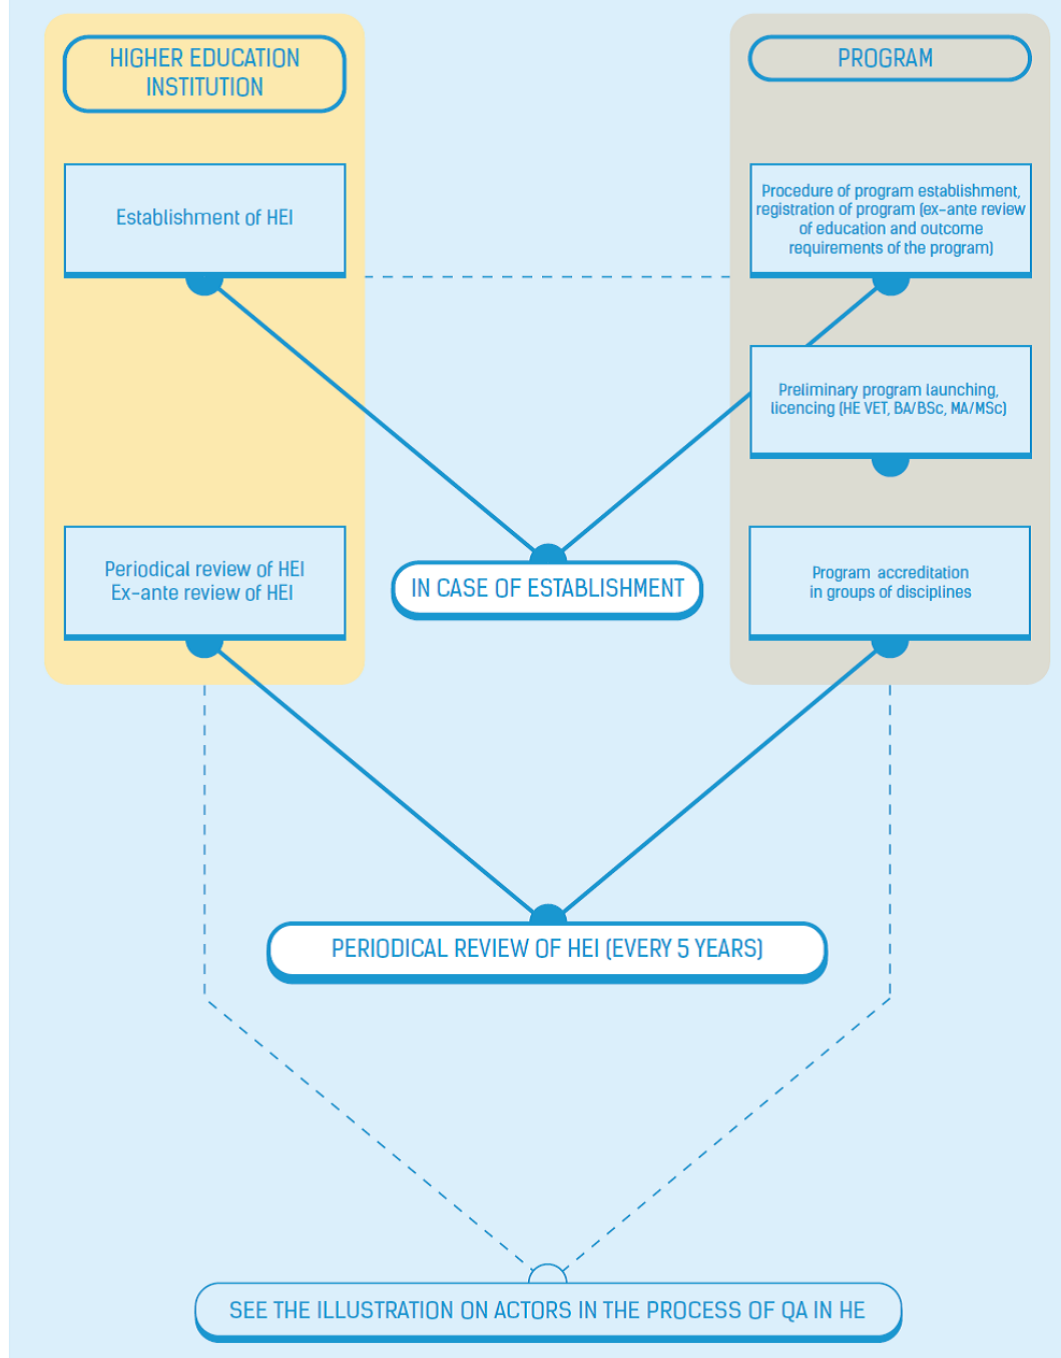 HIGHER EDUCATION
INSTITUTION
PROGRAM
Establishment of HEI
Procedure of program establishment,
registration of program (ex-ante review
of education and outcome
requirements of the program)
Preliminary program launching,
licencing (HE VET, BA/BSc, MA/MSc)
Periodical review of HEI
Ex-ante review of HEI
IN CASE OF ESTABLISHMENT
Program accreditation
in groups of disciplines
PERIODICAL REVIEW OF HEI (EVERY 5 YEARS)
SEE THE ILLUSTRATION ON ACTORS IN THE PROCESS OF QA IN HE